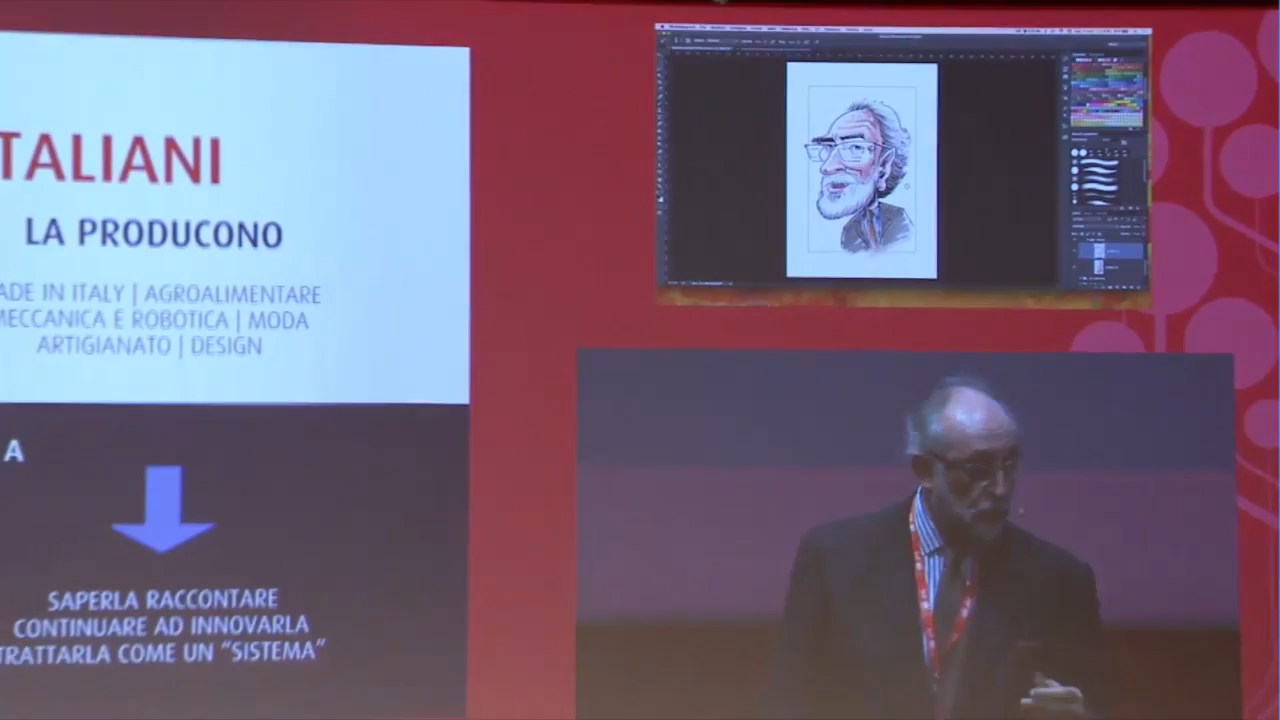 TALIANI
LA PRODUCONO
ADE IN ITALY | AGROALIMENTARE
MECCANICA E ROBOTICA | MODA
ARTIGIANATO | DESIGN
A
SAPERLA RACCONTARE
CONTINUARE AD INNOVARLA
TRATTARLA COME UN "SISTEMA"